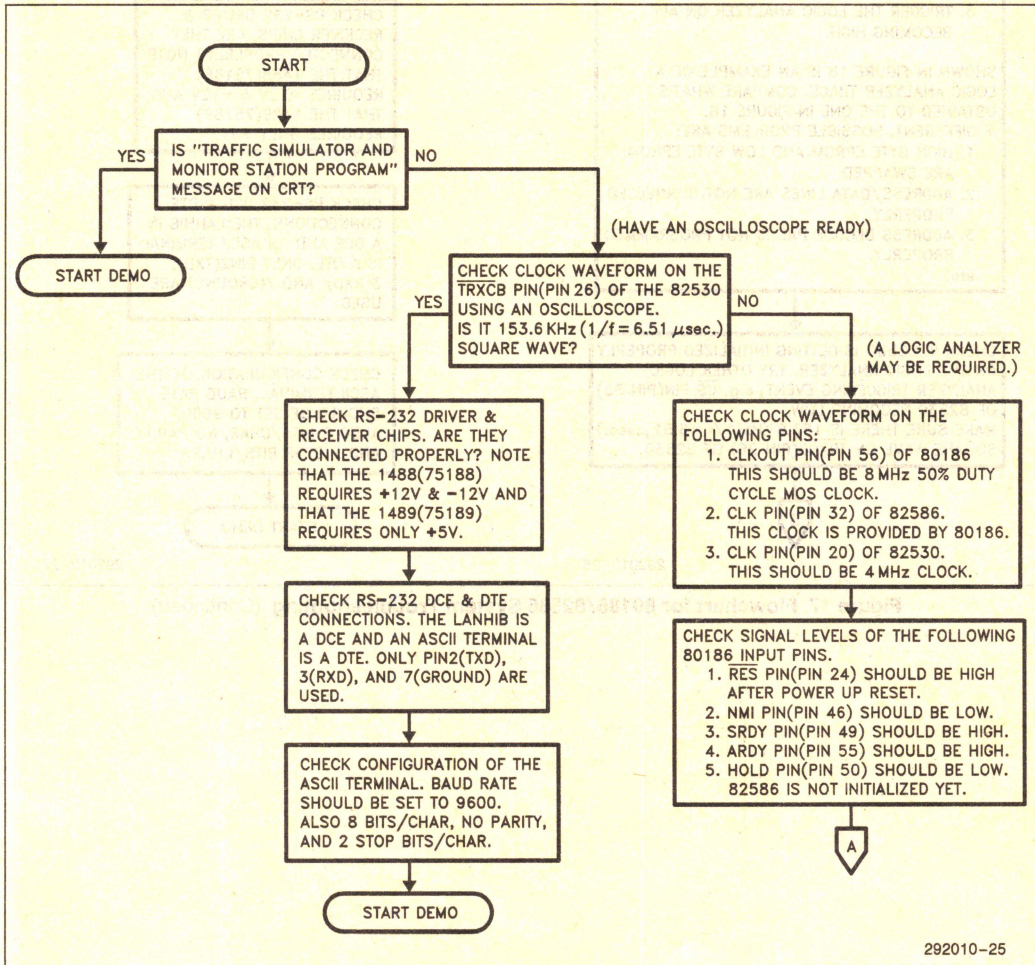 START
IS "TRAFFIC SIMULATOR AND
MONITOR STATION PROGRAM"
MESSAGE ON CRT?
YES
NO
START DEMO
(HAVE AN OSCILLOSCOPE READY)
CHECK CLOCK WAVEFORM ON THE
TRXCB PIN(PIN 26) OF THE 82530
USING AN OSCILLOSCOPE.
IS IT 153.6 KHz (1/f = 6.51 μsec.)
SQUARE WAVE?
YES
NO
(A LOGIC ANALYZER
MAY BE REQUIRED.)
CHECK RS-232 DRIVER &
RECEIVER CHIPS. ARE THEY
CONNECTED PROPERLY? NOTE
THAT THE 1488(75188)
REQUIRES +12V & -12V AND
THAT THE 1489(75189)
REQUIRES ONLY +5V.
CHECK RS-232 DCE & DTE
CONNECTIONS. THE LANHIB IS
A DCE AND AN ASCII TERMINAL
IS A DTE. ONLY PIN2(TXD),
3(RXD), AND 7(GROUND) ARE
USED.
CHECK CONFIGURATION OF THE
ASCII TERMINAL. BAUD RATE
SHOULD BE SET TO 9600.
ALSO 8 BITS/CHAR, NO PARITY,
AND 2 STOP BITS/CHAR.
START DEMO
CHECK CLOCK WAVEFORM ON THE
FOLLOWING PINS:
1. CLKOUT PIN(PIN 56) OF 80186
THIS SHOULD BE 8 MHz 50% DUTY
CYCLE MOS CLOCK.
2. CLK PIN(PIN 32) OF 82586.
THIS CLOCK IS PROVIDED BY 80186.
3. CLK PIN(PIN 20) OF 82530.
THIS SHOULD BE 4 MHz CLOCK.
CHECK SIGNAL LEVELS OF THE FOLLOWING
80186 INPUT PINS.
1. RES PIN(PIN 24) SHOULD BE HIGH
AFTER POWER UP RESET.
2. NMI PIN(PIN 46) SHOULD BE LOW.
3. SRDY PIN(PIN 49) SHOULD BE HIGH.
4. ARDY PIN(PIN 55) SHOULD BE HIGH.
5. HOLD PIN(PIN 50) SHOULD BE LOW.
82586 IS NOT INITIALIZED YET.
A
292010-25